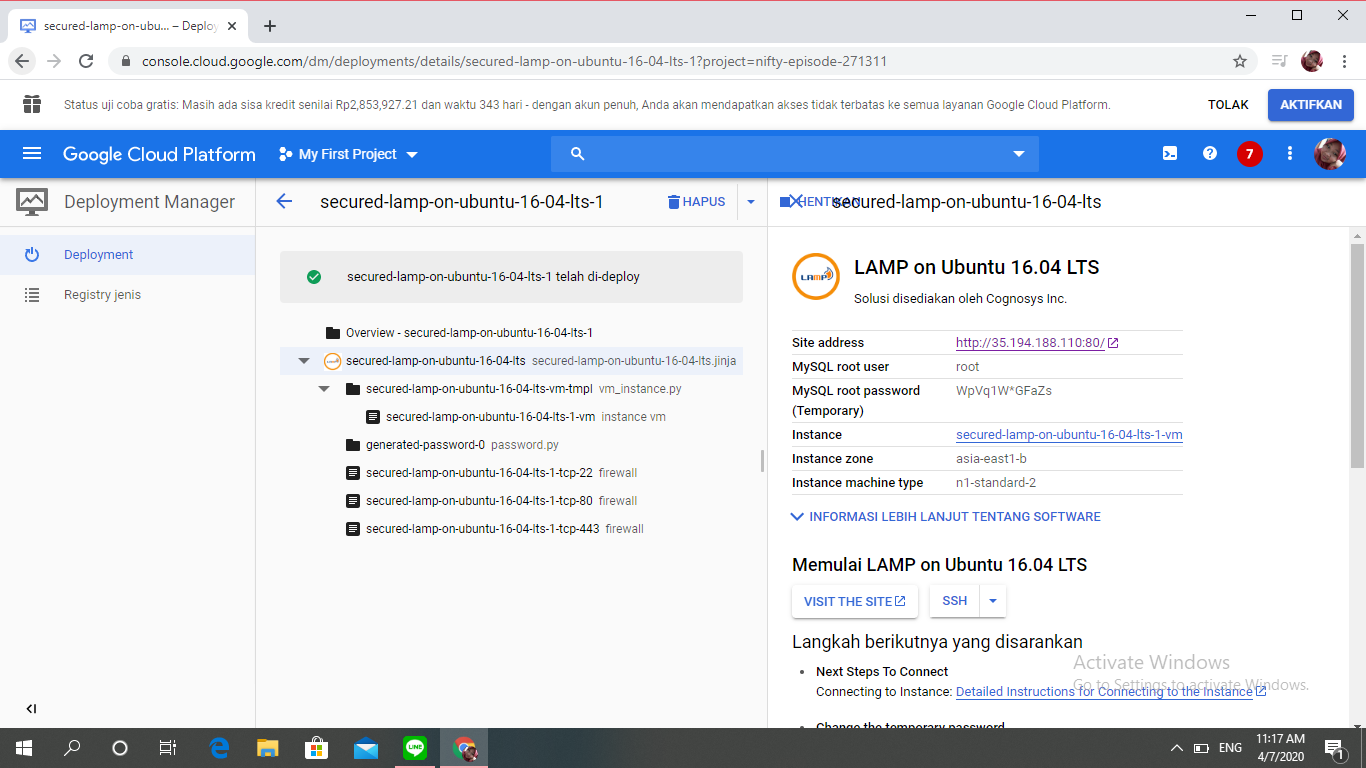 secured-lamp-on-ubu... – Deploy
console.cloud.google.com/dm/deployments/details/secured-lamp-on-ubuntu-16-04-lts-1?project=nifty-episode-271311
Status uji coba gratis: Masih ada sisa kredit senilai Rp2,853,927.21 dan waktu 343 hari - dengan akun penuh, Anda akan mendapatkan akses tidak terbatas ke semua layanan Google Cloud Platform.
TOLAK
AKTIFKAN
Google Cloud Platform
My First Project
7
Deployment Manager
Deployment
Registry jenis
secured-lamp-on-ubuntu-16-04-lts-1
HAPUS
HENTIKAN
secured-lamp-on-ubuntu-16-04-lts-1 telah di-deploy
Overview - secured-lamp-on-ubuntu-16-04-lts-1
secured-lamp-on-ubuntu-16-04-lts secured-lamp-on-ubuntu-16-04-lts.jinja
secured-lamp-on-ubuntu-16-04-lts-vm-tmpl vm_instance.py
secured-lamp-on-ubuntu-16-04-lts-1-vm instance vm
generated-password-0 password.py
secured-lamp-on-ubuntu-16-04-lts-1-tcp-22 firewall
secured-lamp-on-ubuntu-16-04-lts-1-tcp-80 firewall
secured-lamp-on-ubuntu-16-04-lts-1-tcp-443 firewall
secured-lamp-on-ubuntu-16-04-lts
LAMP
LAMP on Ubuntu 16.04 LTS
Solusi disediakan oleh Cognosys Inc.
Site address http://35.194.188.110:80/
MySQL root user root
MySQL root password WpVq1W*GFaZs
(Temporary)
Instance secured-lamp-on-ubuntu-16-04-lts-1-vm
Instance zone asia-east1-b
Instance machine type n1-standard-2
INFORMASI LEBIH LANJUT TENTANG SOFTWARE
Memulai LAMP on Ubuntu 16.04 LTS
VISIT THE SITE
SSH
Langkah berikutnya yang disarankan
• Next Steps To Connect
Connecting to Instance: Detailed Instructions for Connecting to the Instance
• Change the temporary password
Activate Windows
Go to Settings to activate Windows.
ENG
11:17 AM
4/7/2020
1